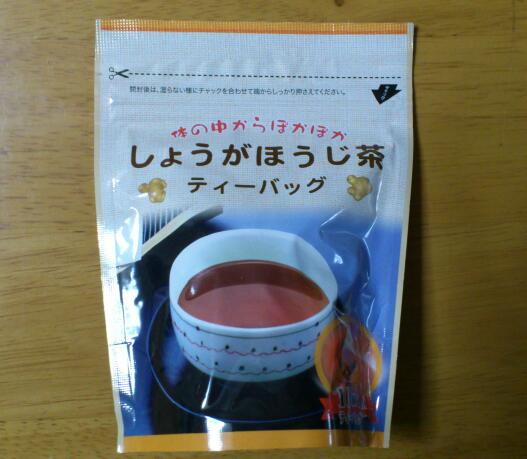 開封後は、湿らない様にチャックを合わせて端からしっかり押さえてください。
体の中からぽかぽか
しょうがほうじ茶
ティーバッグ